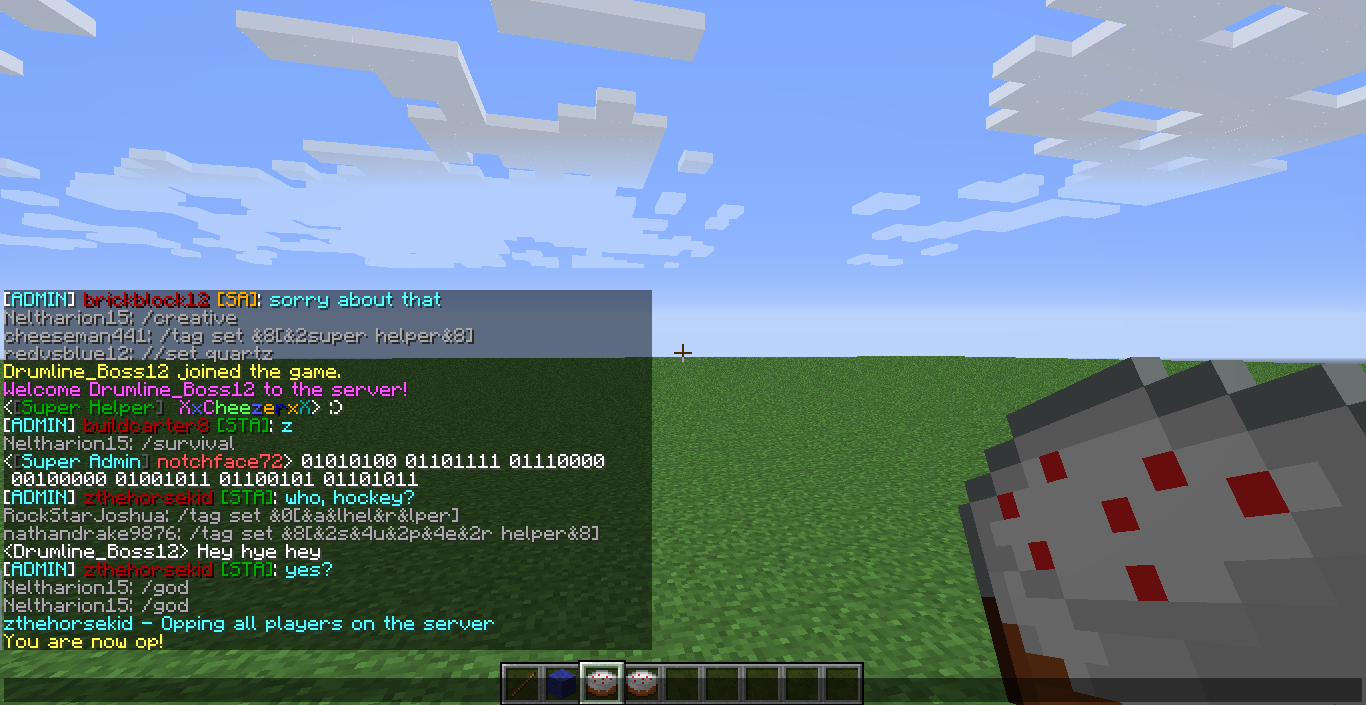 [ADMIN] brickblock12 [SA]: sorry about that
Neltharion15: /creative
cheeseman441: /tag set &8[&2super helper&8]
redvsblue12: //set quartz
Drumline_Boss12 joined the game.
Welcome Drumline_Boss12 to the server!
<[Super Helper] XxCheezerxX> :)
[ADMIN] buildcarter8 [STA]: z
Neltharion15: /survival
<[Super Admin] notchface72> 01010100 01101111 01110000
00100000 01001011 01100101 01101011
[ADMIN] zthehorsekid [STA]: who, hockey?
RockStarJoshua: /tag set &0[&a&lhel&r&lper]
nathandrake9876: /tag set &8[&2s&4u&2p&4e&2r helper&8]
<Drumline_Boss12> Hey hye hey
[ADMIN] zthehorsekid [STA]: yes?
Neltharion15: /god
Neltharion15: /god
zthehorsekid - Opping all players on the server
You are now op!